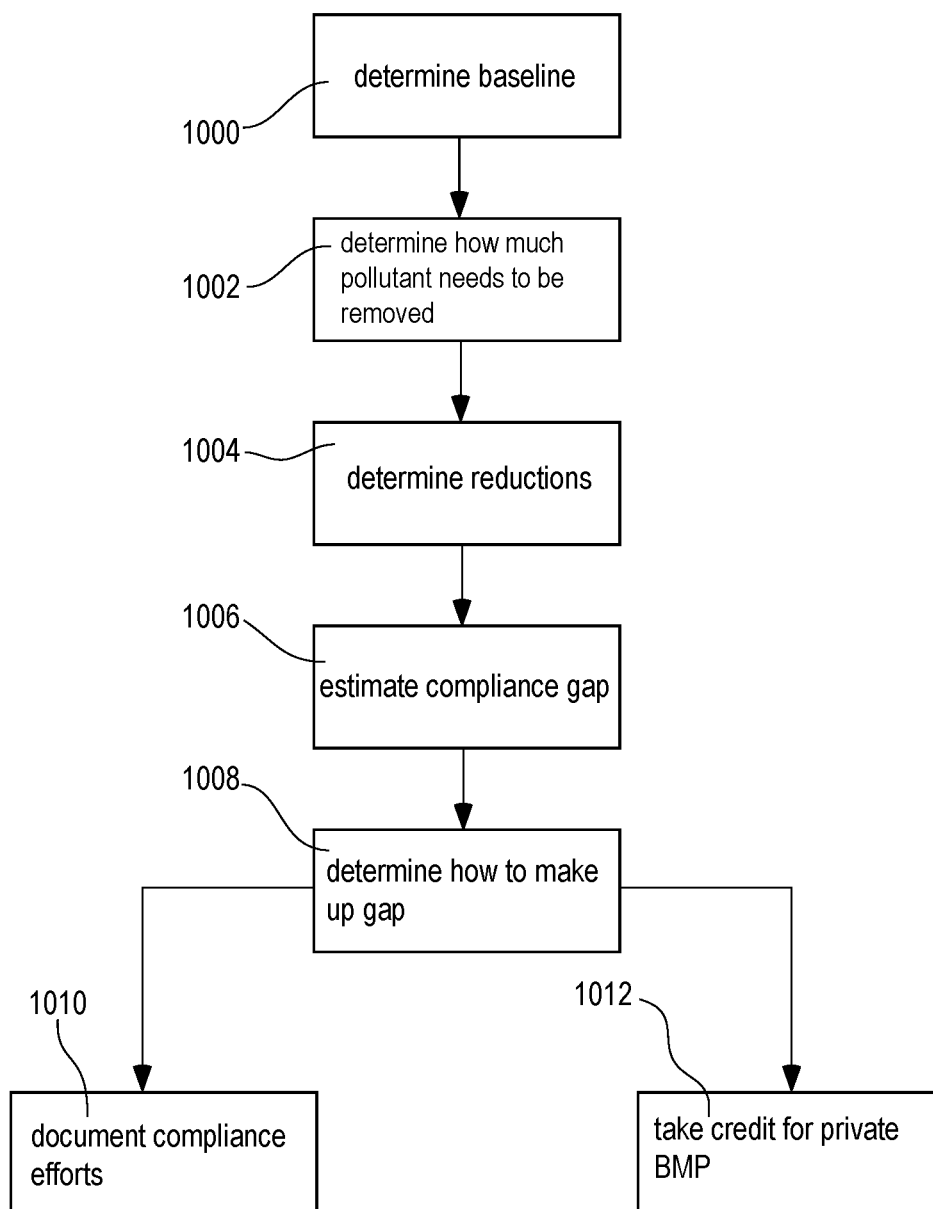 determine baseline
1000
determine how much
pollutant needs to be
removed
1002
1004
determine reductions
1006
estimate compliance gap
1008
determine how to make
up gap
1010
document compliance
efforts
1012
take credit for private
BMP